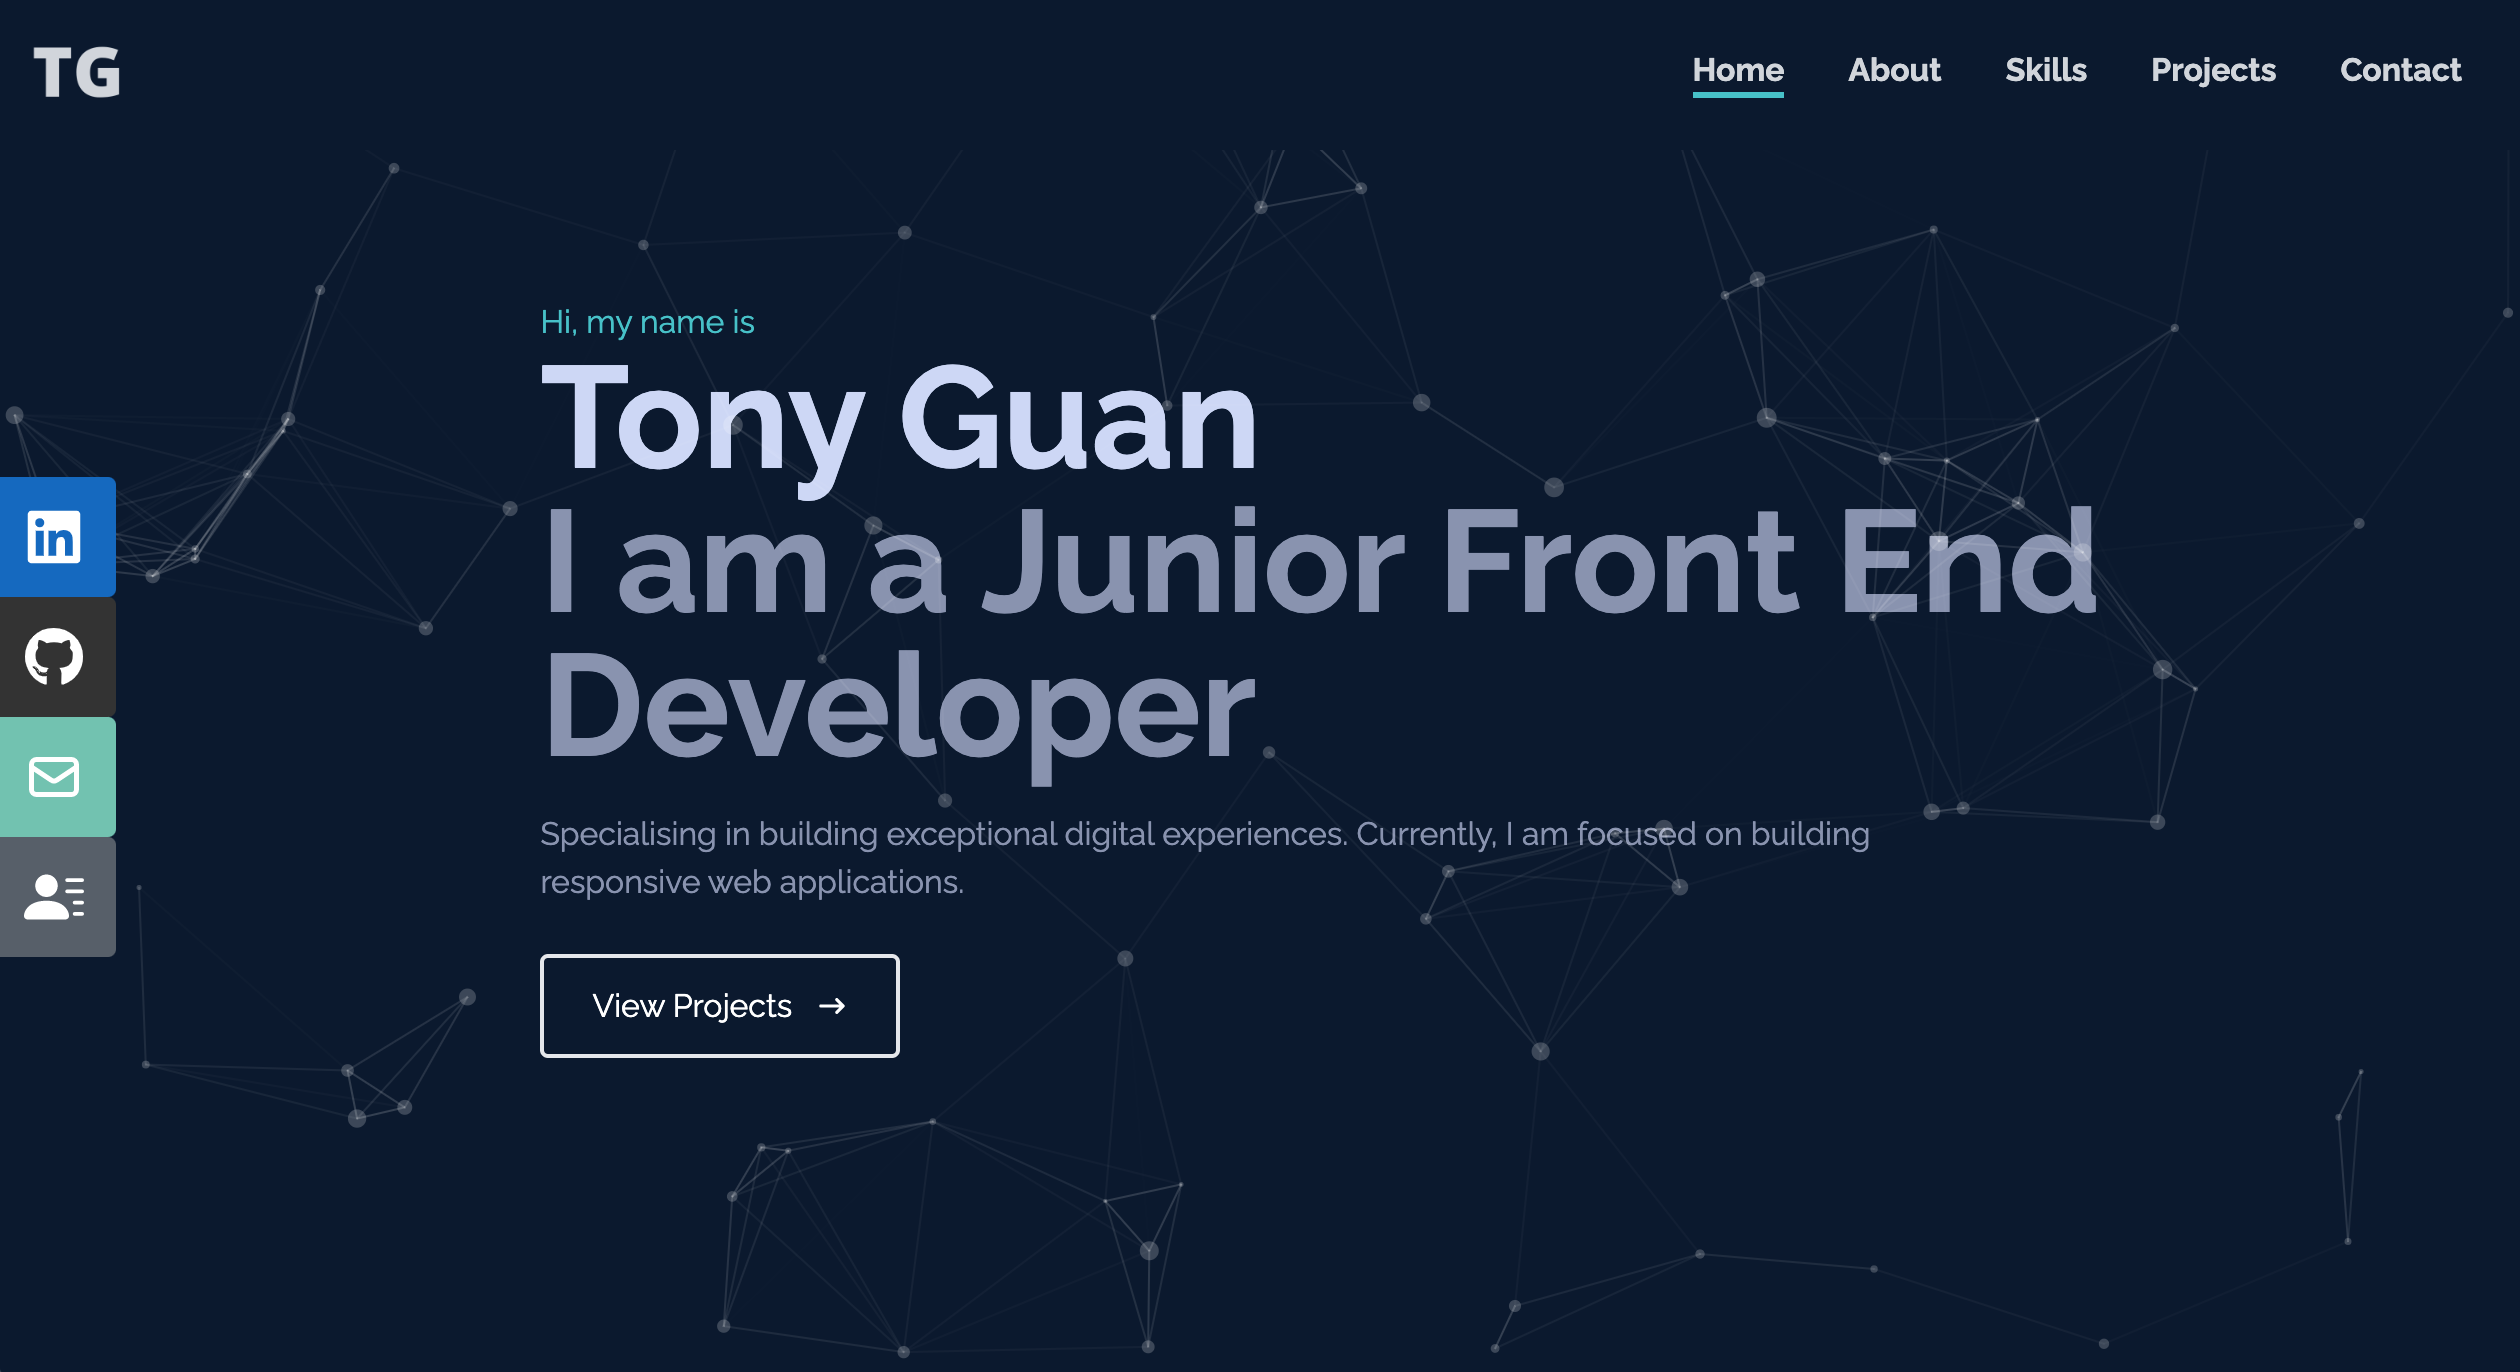 TG
Home About Skills Projects Contact
Hi, my name is
Tony Guan
I am a Junior Front End
Developer
in
Specialising in building exceptional digital experiences. Currently, I am focused on building
responsive web applications.
View Projects